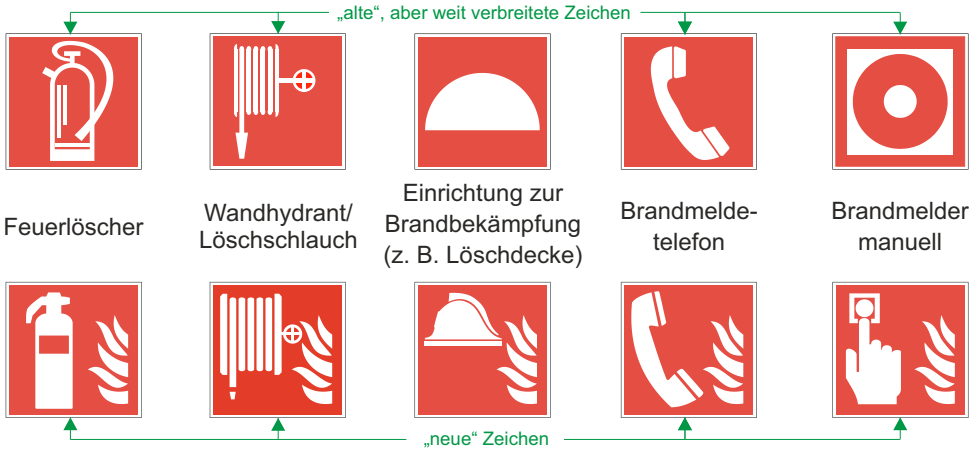 „alte“, aber weit verbreitete Zeichen
Feuerlöscher
Wandhydrant/
Löschschlauch
Einrichtung zur
Brandbekämpfung
(z. B. Löschdecke)
Brandmelde-
telefon
Brandmelder
manuell
„neue“ Zeichen